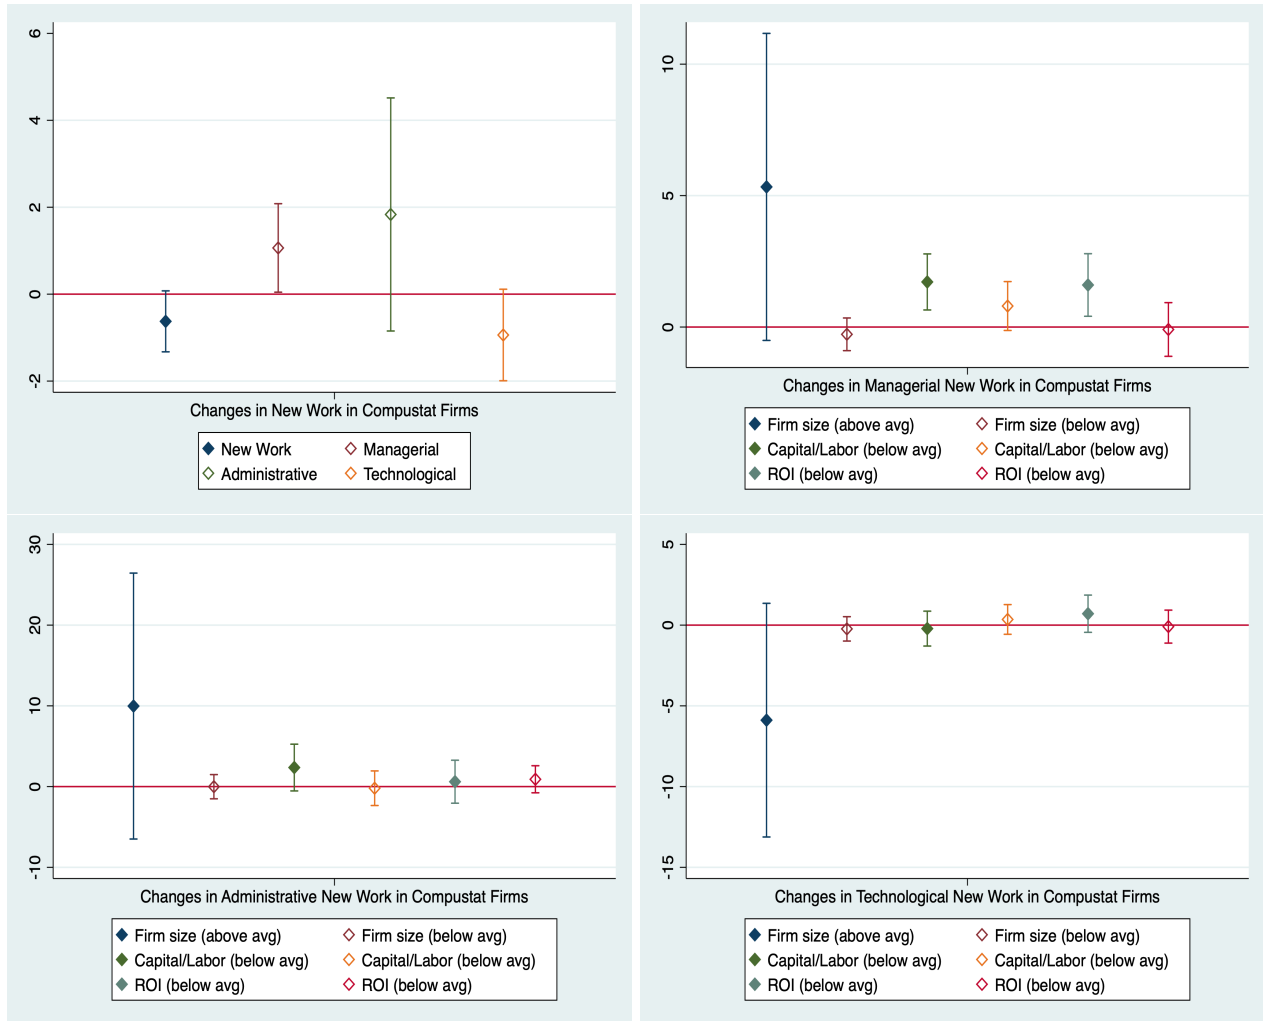 6
4
2
0
-2
Changes in New Work in Compustat Firms
New Work Managerial
Administrative Technological
10
5
0
Changes in Managerial New Work in Compustat Firms
Firm size (above avg) Firm size (below avg)
Capital/Labor (below avg) Capital/Labor (below avg)
ROI (below avg) ROI (below avg)
30
20
10
0
-10
Changes in Administrative New Work in Compustat Firms
Firm size (above avg) Firm size (below avg)
Capital/Labor (below avg) Capital/Labor (below avg)
ROI (below avg) ROI (below avg)
5
0
-5
-10
-15
Changes in Technological New Work in Compustat Firms
Firm size (above avg) Firm size (below avg)
Capital/Labor (below avg) Capital/Labor (below avg)
ROI (below avg) ROI (below avg)